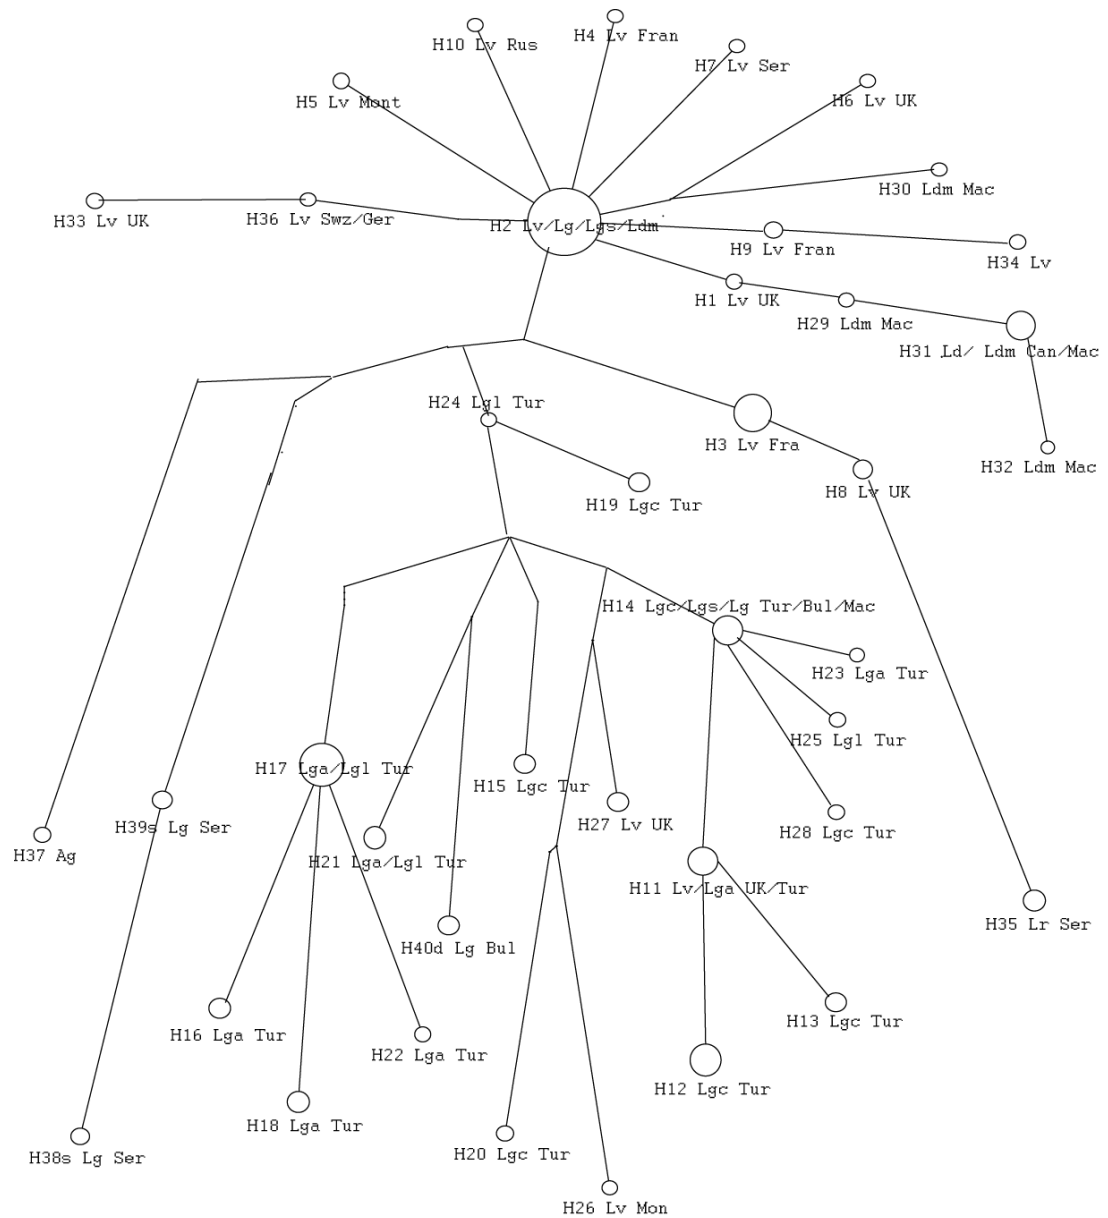 H4 Lv Fran
H10 Lv Rus
H7 Lv Ser
H5 Lv Mont
H6 Lv UK
H30 Ldm Mac
H33 Lv UK
H36 Lv Swz/Ger
H2 Lv/Lg/Lgs/Ldm
H9 Lv Fran
H34 Lv
H1 Lv UK
H29 Ldm Mac
H31 Ld/ Ldm Can/Mac
H24 Lgl Tur
H3 Lv Fra
H32 Ldm Mac
H8 Lv UK
H19 Lgc Tur
H14 Lgc/Lgs/Lg Tur/Bul/Mac
H23 Lga Tur
H25 Lgl Tur
H17 Lga/Lgl Tur
H15 Lgc Tur
H39s Lg Ser
H27 Lv UK
H28 Lgc Tur
H37 Ag
H21 Lga/Lgl Tur
H11 Lv/Lga UK/Tur
H35 Lr Ser
H40d Lg Bul
H13 Lgc Tur
H16 Lga Tur
H22 Lga Tur
H12 Lgc Tur
H18 Lga Tur
H38s Lg Ser
H20 Lgc Tur
H26 Lv Mon